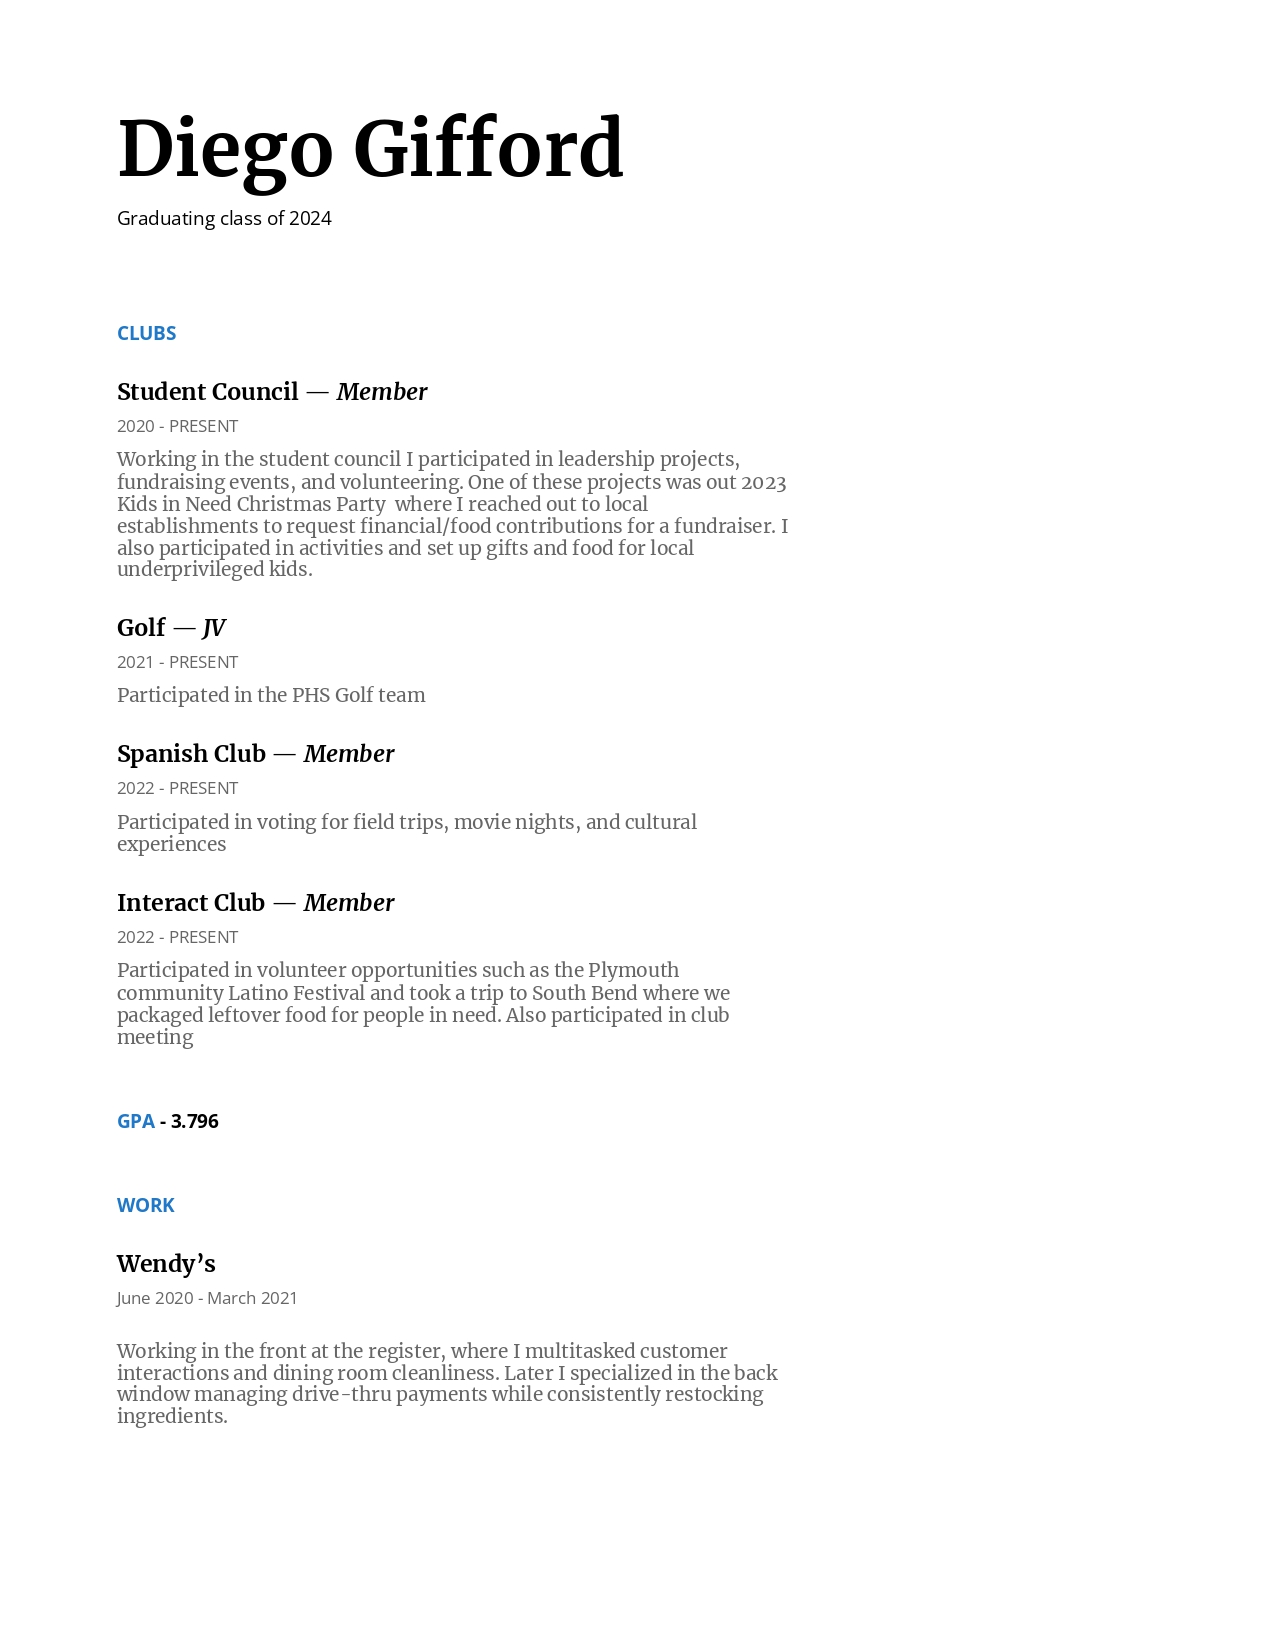 Diego Gifford
Graduating class of 2024
CLUBS
Student Council — Member
2020 - PRESENT
Working in the student council I participated in leadership projects,
fundraising events, and volunteering. One of these projects was out 2023
Kids in Need Christmas Party  where I reached out to local
establishments to request financial/food contributions for a fundraiser. I
also participated in activities and set up gifts and food for local
underprivileged kids.
Golf — JV
2021 - PRESENT
Participated in the PHS Golf team
Spanish Club — Member
2022 - PRESENT
Participated in voting for field trips, movie nights, and cultural
experiences
Interact Club — Member
2022 - PRESENT
Participated in volunteer opportunities such as the Plymouth
community Latino Festival and took a trip to South Bend where we
packaged leftover food for people in need. Also participated in club
meeting
GPA - 3.796
WORK
Wendy’s
June 2020 - March 2021
Working in the front at the register, where I multitasked customer
interactions and dining room cleanliness. Later I specialized in the back
window managing drive-thru payments while consistently restocking
ingredients.